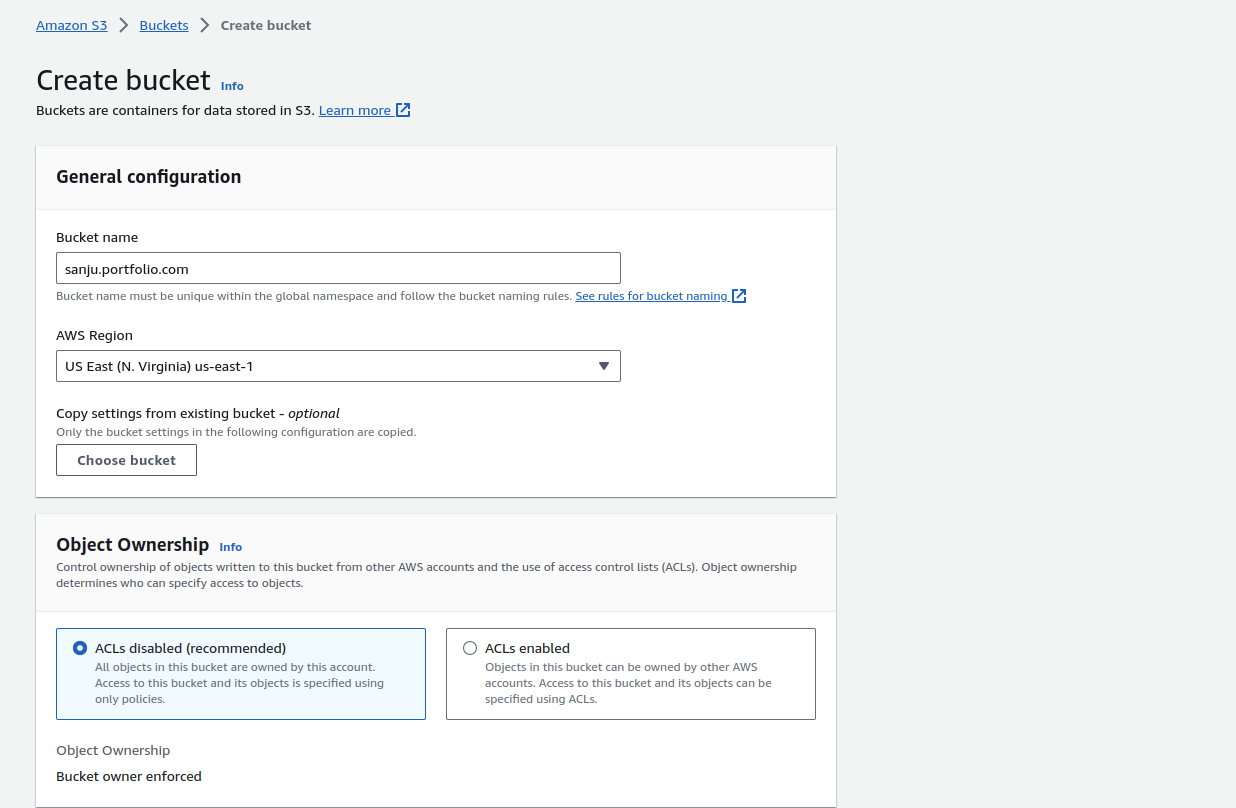 Amazon S3 Buckets Create bucket
Create bucket Info
Buckets are containers for data stored in S3. Learn more
General configuration
Bucket name
sanju.portfolio.com
Bucket name must be unique within the global namespace and follow the bucket naming rules. See rules for bucket naming
AWS Region
US East (N. Virginia) us-east-1
Copy settings from existing bucket - optional
Only the bucket settings in the following configuration are copied.
Choose bucket
Object Ownership Info
Control ownership of objects written to this bucket from other AWS accounts and the use of access control lists (ACLs). Object ownership
determines who can specify access to objects.
ACLs disabled (recommended)
All objects in this bucket are owned by this account.
Access to this bucket and its objects is specified using
only policies.
ACLs enabled
Objects in this bucket can be owned by other AWS
accounts. Access to this bucket and its objects can be
specified using ACLs.
Object Ownership
Bucket owner enforced